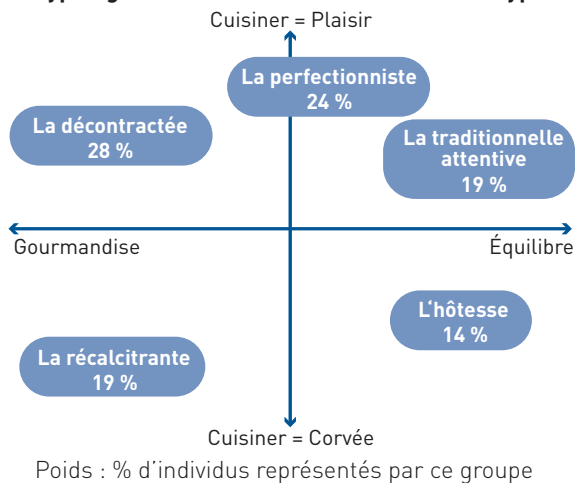 Cuisiner = Plaisir
La perfectionniste
24 %
La décontractée
28 %
La traditionnelle
attentive
19 %
Gourmandise
Équilibre
L'hôtesse
14 %
La récalcitrante
19 %
Cuisiner = Corvée
Poids : % d'individus représentés par ce groupe